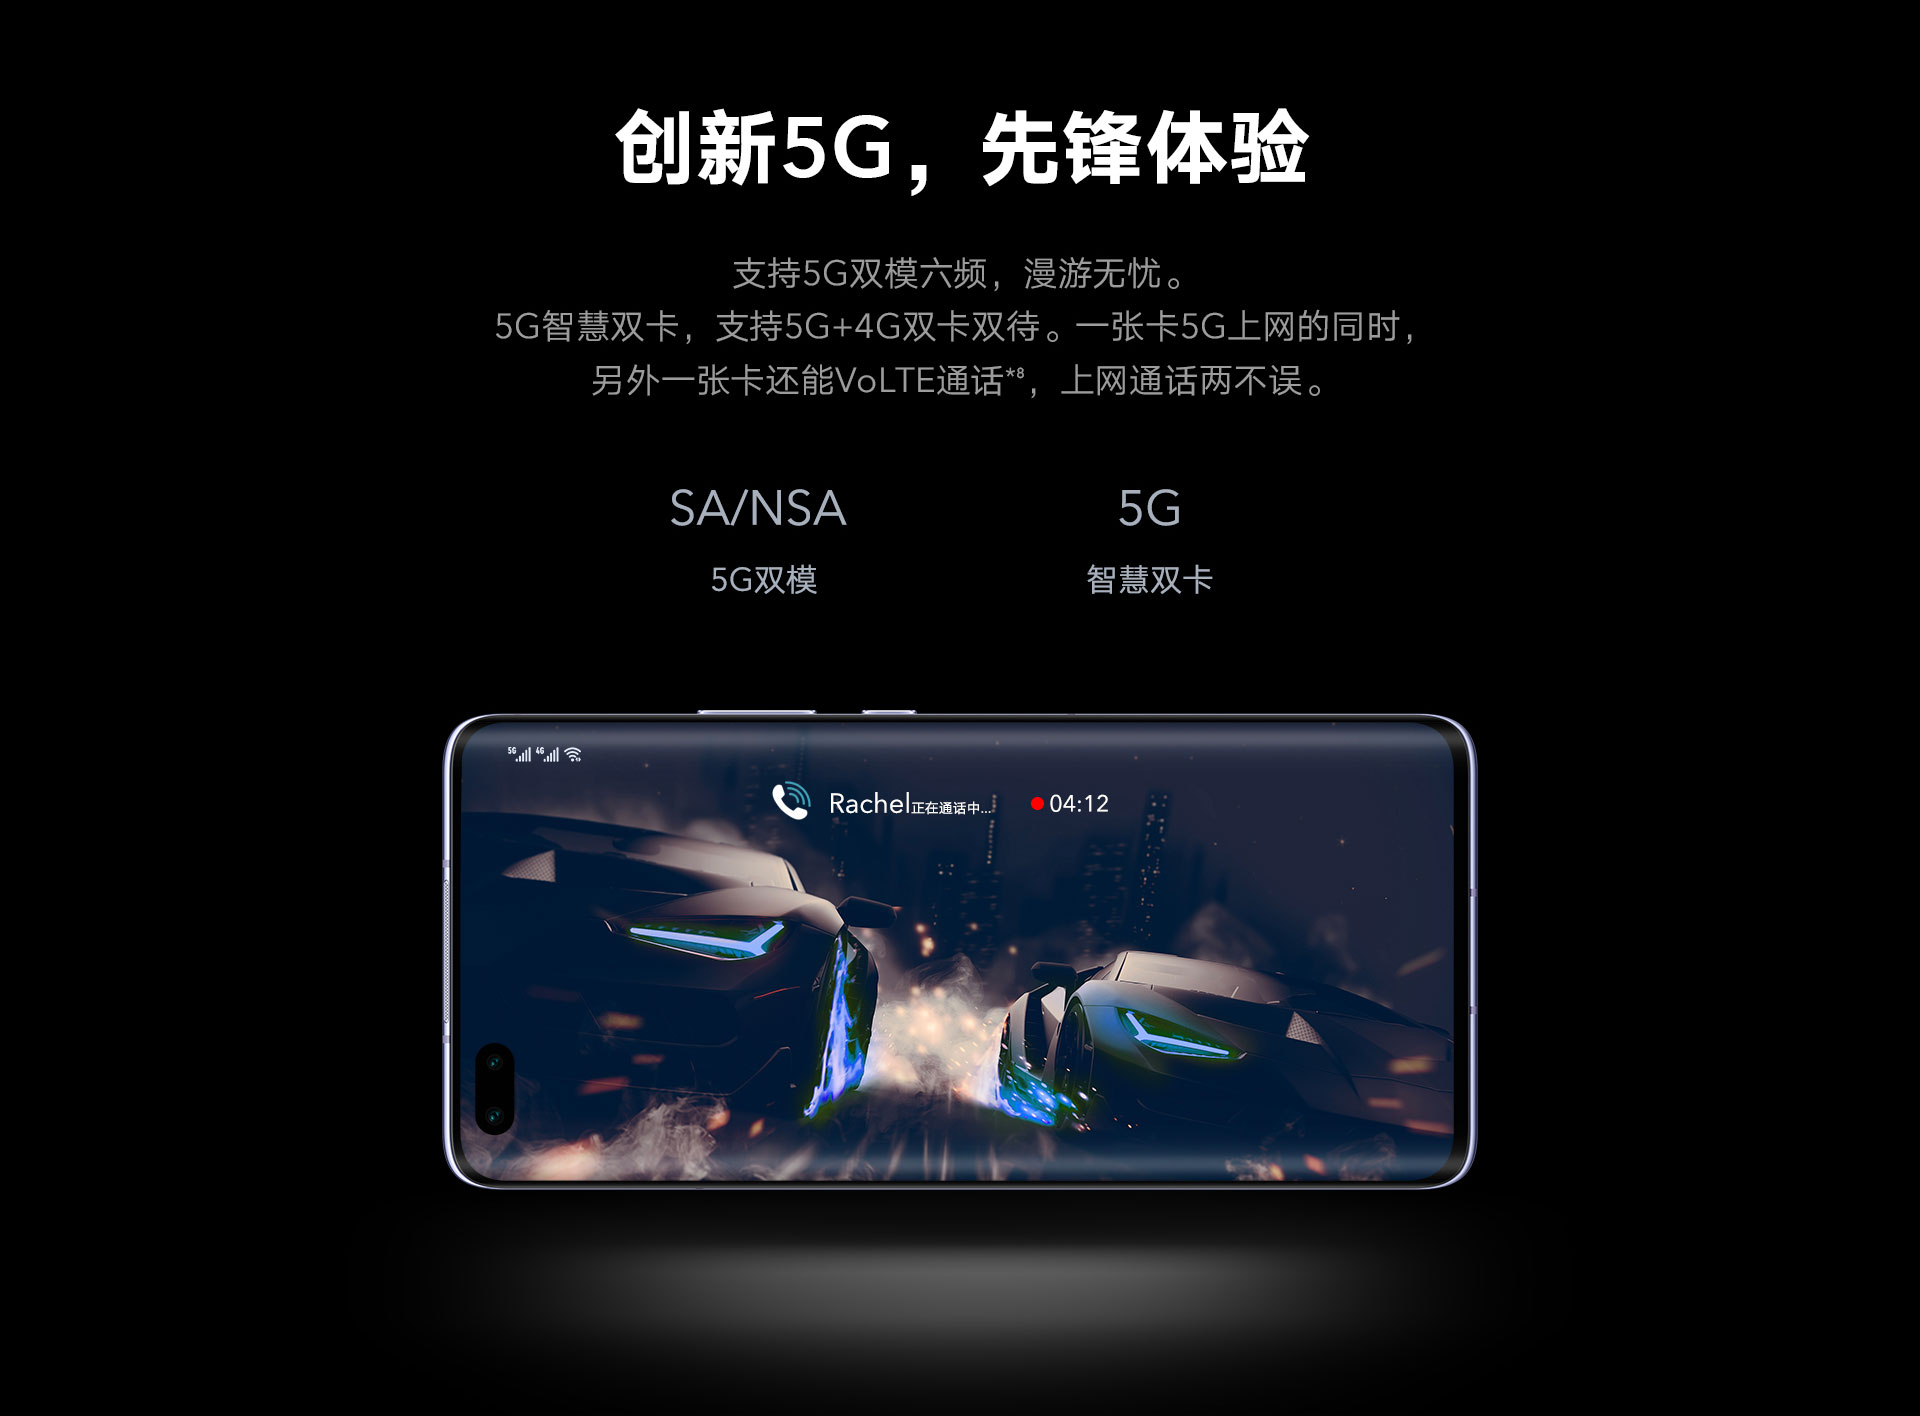 创新5G，先锋体验
支持5G双模六频，漫游无忧。
5G智慧双卡，支持5G+4G双卡双待。一张卡5G上网的同时，
另外一张卡还能VoLTE通话*⁸，上网通话两不误。
SA/NSA 5G
5G双模 智慧双卡
5G 4G
Rachel正在通话中... 04:12